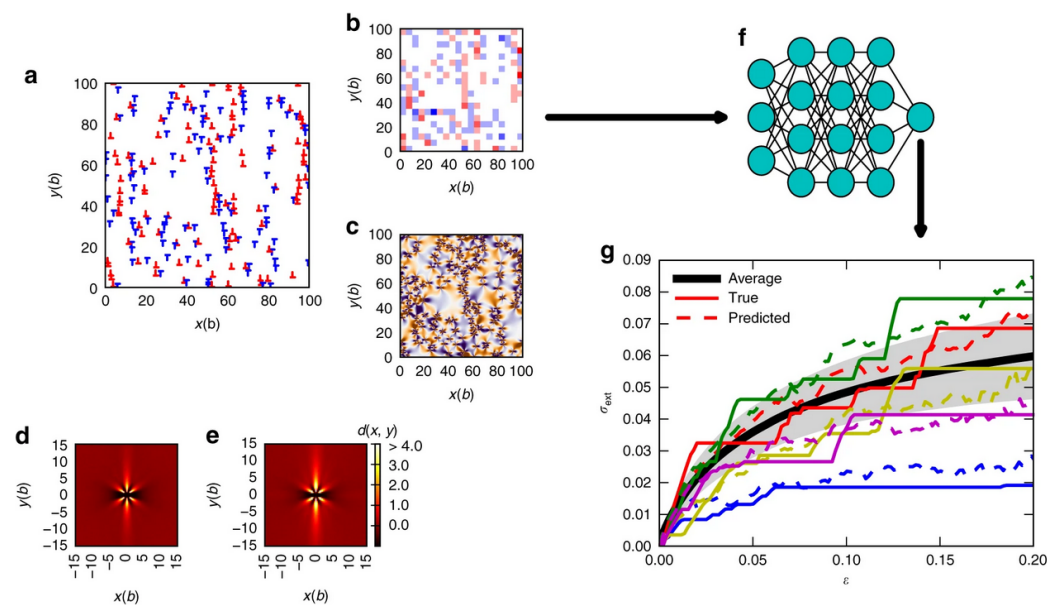 a
100
80
60
40
20
0
y(b)
0 20 40 60 80 100
x(b)
b
100
80
60
40
20
0
y(b)
0 20 40 60 80 100
x(b)
c
100
80
60
40
20
0
y(b)
0 20 40 60 80 100
x(b)
d
15
10
5
0
−5
−10
−15
y(b)
−15 −10 −5 0 5 10 15
x(b)
e
15
10
5
0
−5
−10
−15
y(b)
−15 −10 −5 0 5 10 15
x(b)
d(x, y)
> 4.0
3.0
2.0
1.0
0.0
f
g
0.09
0.08
0.07
0.06
0.05
0.04
0.03
0.02
0.01
0.00
σext
Average
True
Predicted
0.00 0.05 0.10 0.15 0.20
ε